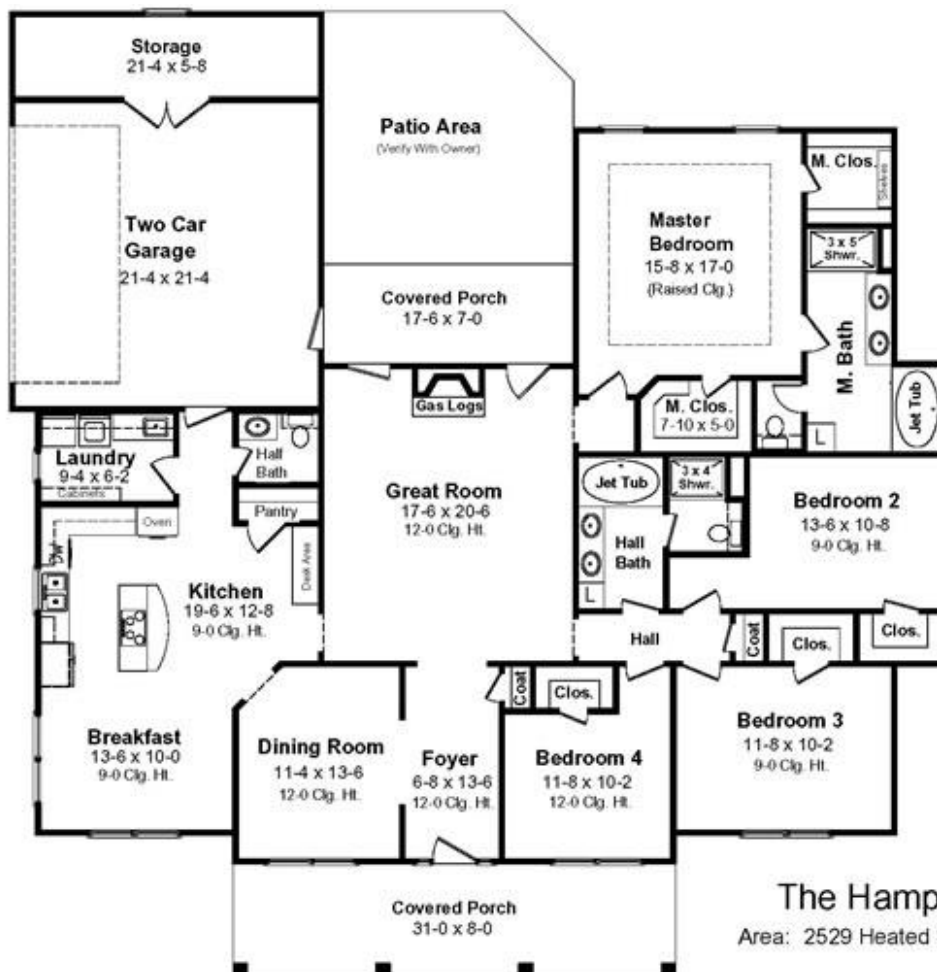 Storage
21-4 x 5-8
Patio Area
(Verify With Owner)
Two Car
Garage
21-4 x 21-4
Covered Porch
17-6 x 7-0
Master
Bedroom
15-8 x 17-0
(Raised Clg.)
M. Clos.
Shelves
3 x 5
Shwr.
M. Bath
Jet Tub
L
M. Clos.
7-10 x 5-0
Gas Logs
Laundry
9-4 x 6-2
Cabinets
Hall
Bath
Pantry
Oven
DW
Desk Area
Kitchen
19-6 x 12-8
9-0 Clg. Ht.
Great Room
17-6 x 20-6
12-0 Clg. Ht.
Jet Tub
3 x 4
Shwr.
Hall
Bath
L
Bedroom 2
13-6 x 10-8
9-0 Clg. Ht.
Hall
Coat
Clos.
Clos.
Breakfast
13-6 x 10-0
9-0 Clg. Ht.
Dining Room
11-4 x 13-6
12-0 Clg. Ht.
Foyer
6-8 x 13-6
12-0 Clg. Ht.
Coat
Clos.
Bedroom 4
11-8 x 10-2
12-0 Clg. Ht.
Bedroom 3
11-8 x 10-2
9-0 Clg. Ht.
Covered Porch
31-0 x 8-0
The Hamp
Area: 2529 Heated